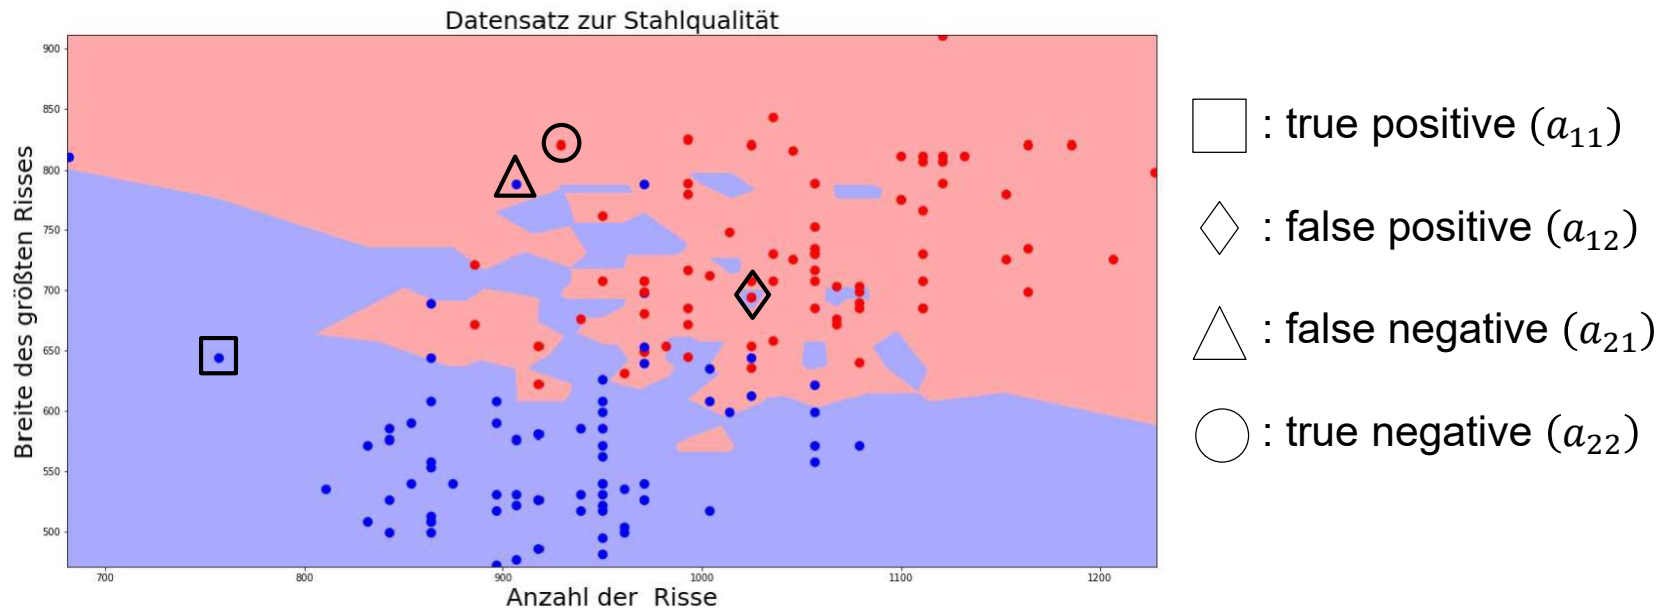 Datensatz zur Stahlqualität
Breite des größten Risses
900
850
800
750
700
650
600
550
500
700
800
900
1000
1100
1200
Anzahl der Risse
: true positive (a₁₁)
: false positive (a₁₂)
: false negative (a₂₁)
: true negative (a₂₂)